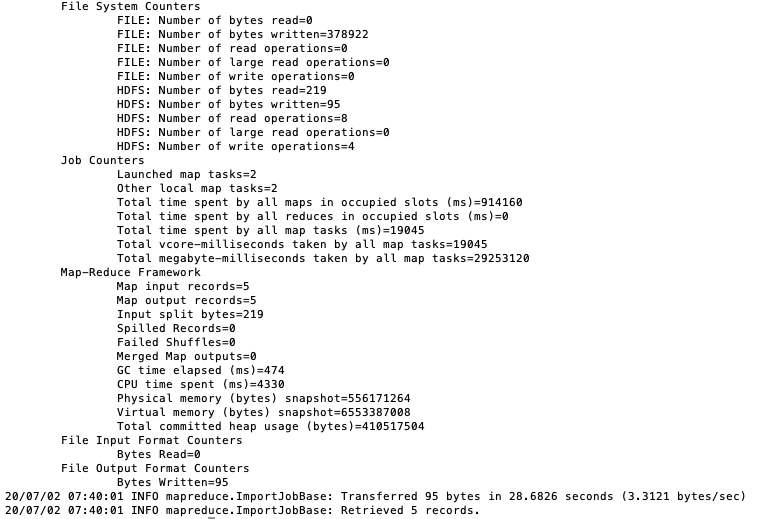 File System Counters
FILE: Number of bytes read=0
FILE: Number of bytes written=378922
FILE: Number of read operations=0
FILE: Number of large read operations=0
FILE: Number of write operations=0
HDFS: Number of bytes read=219
HDFS: Number of bytes written=95
HDFS: Number of read operations=8
HDFS: Number of large read operations=0
HDFS: Number of write operations=4
Job Counters
Launched map tasks=2
Other local map tasks=2
Total time spent by all maps in occupied slots (ms)=914160
Total time spent by all reduces in occupied slots (ms)=0
Total time spent by all map tasks (ms)=19045
Total vcore-milliseconds taken by all map tasks=19045
Total megabyte-milliseconds taken by all map tasks=29253120
Map-Reduce Framework
Map input records=5
Map output records=5
Input split bytes=219
Spilled Records=0
Failed Shuffles=0
Merged Map outputs=0
GC time elapsed (ms)=474
CPU time spent (ms)=4330
Physical memory (bytes) snapshot=556171264
Virtual memory (bytes) snapshot=6553387008
Total committed heap usage (bytes)=410517504
File Input Format Counters
Bytes Read=0
File Output Format Counters
Bytes Written=95
20/07/02 07:40:01 INFO mapreduce.ImportJobBase: Transferred 95 bytes in 28.6826 seconds (3.3121 bytes/sec)
20/07/02 07:40:01 INFO mapreduce.ImportJobBase: Retrieved 5 records.